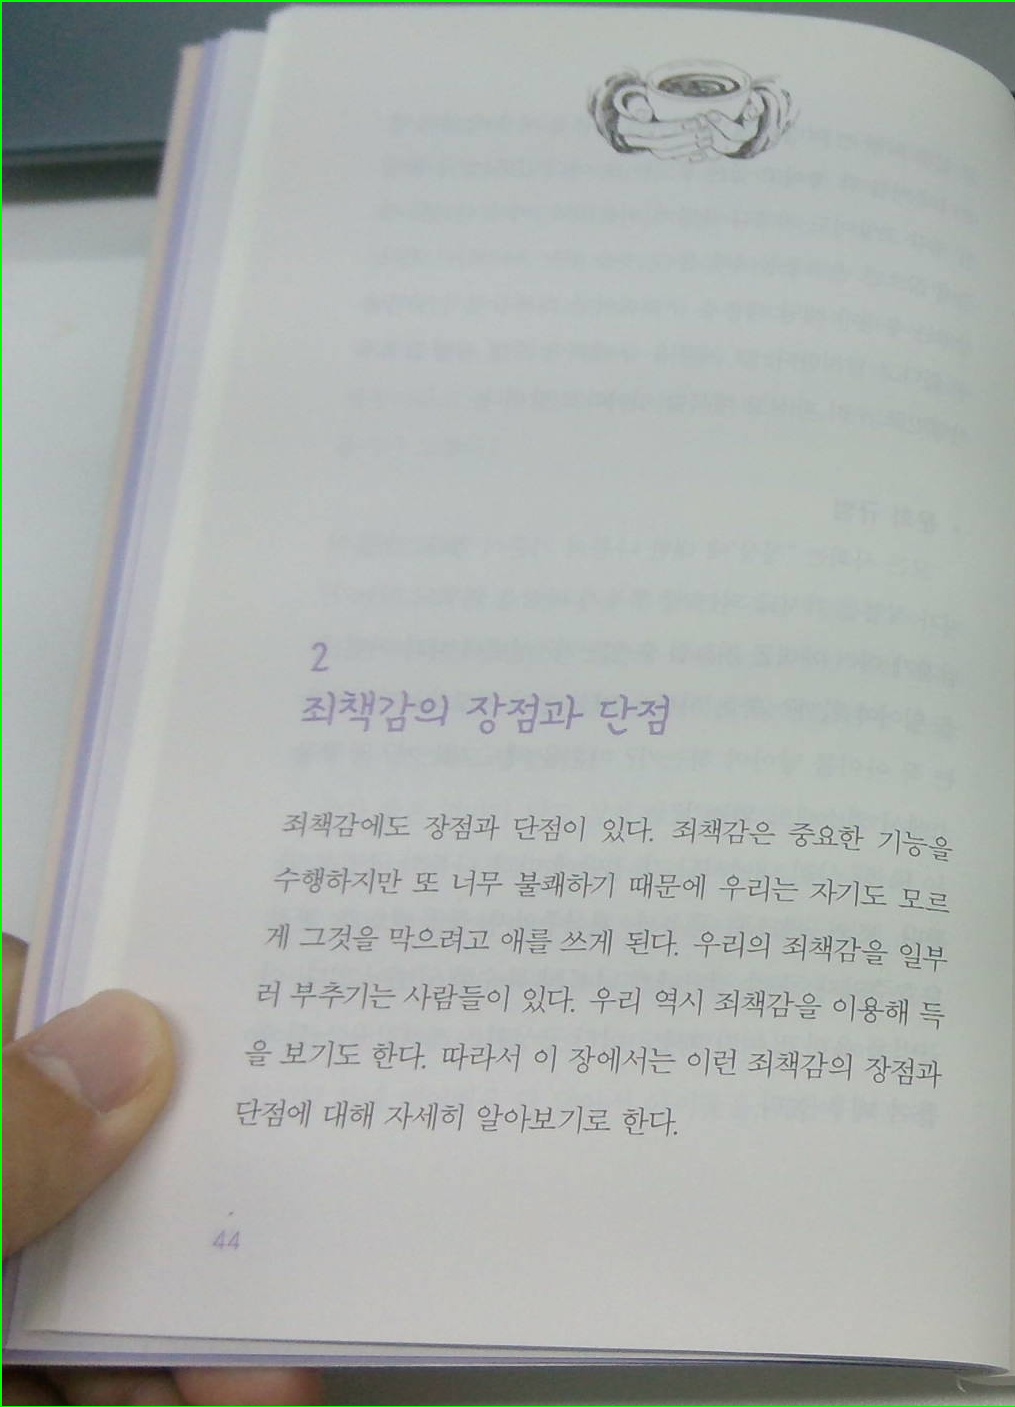 2
죄책감의 장점과 단점
죄책감에도 장점과 단점이 있다. 죄책감은 중요한 기능을
수행하지만 또 너무 불쾌하기 때문에 우리는 자기도 모르
게 그것을 막으려고 애를 쓰게 된다. 우리의 죄책감을 일부
러 부추기는 사람들이 있다. 우리 역시 죄책감을 이용해 득
을 보기도 한다. 따라서 이 장에서는 이런 죄책감의 장점과
단점에 대해 자세히 알아보기로 한다.
44